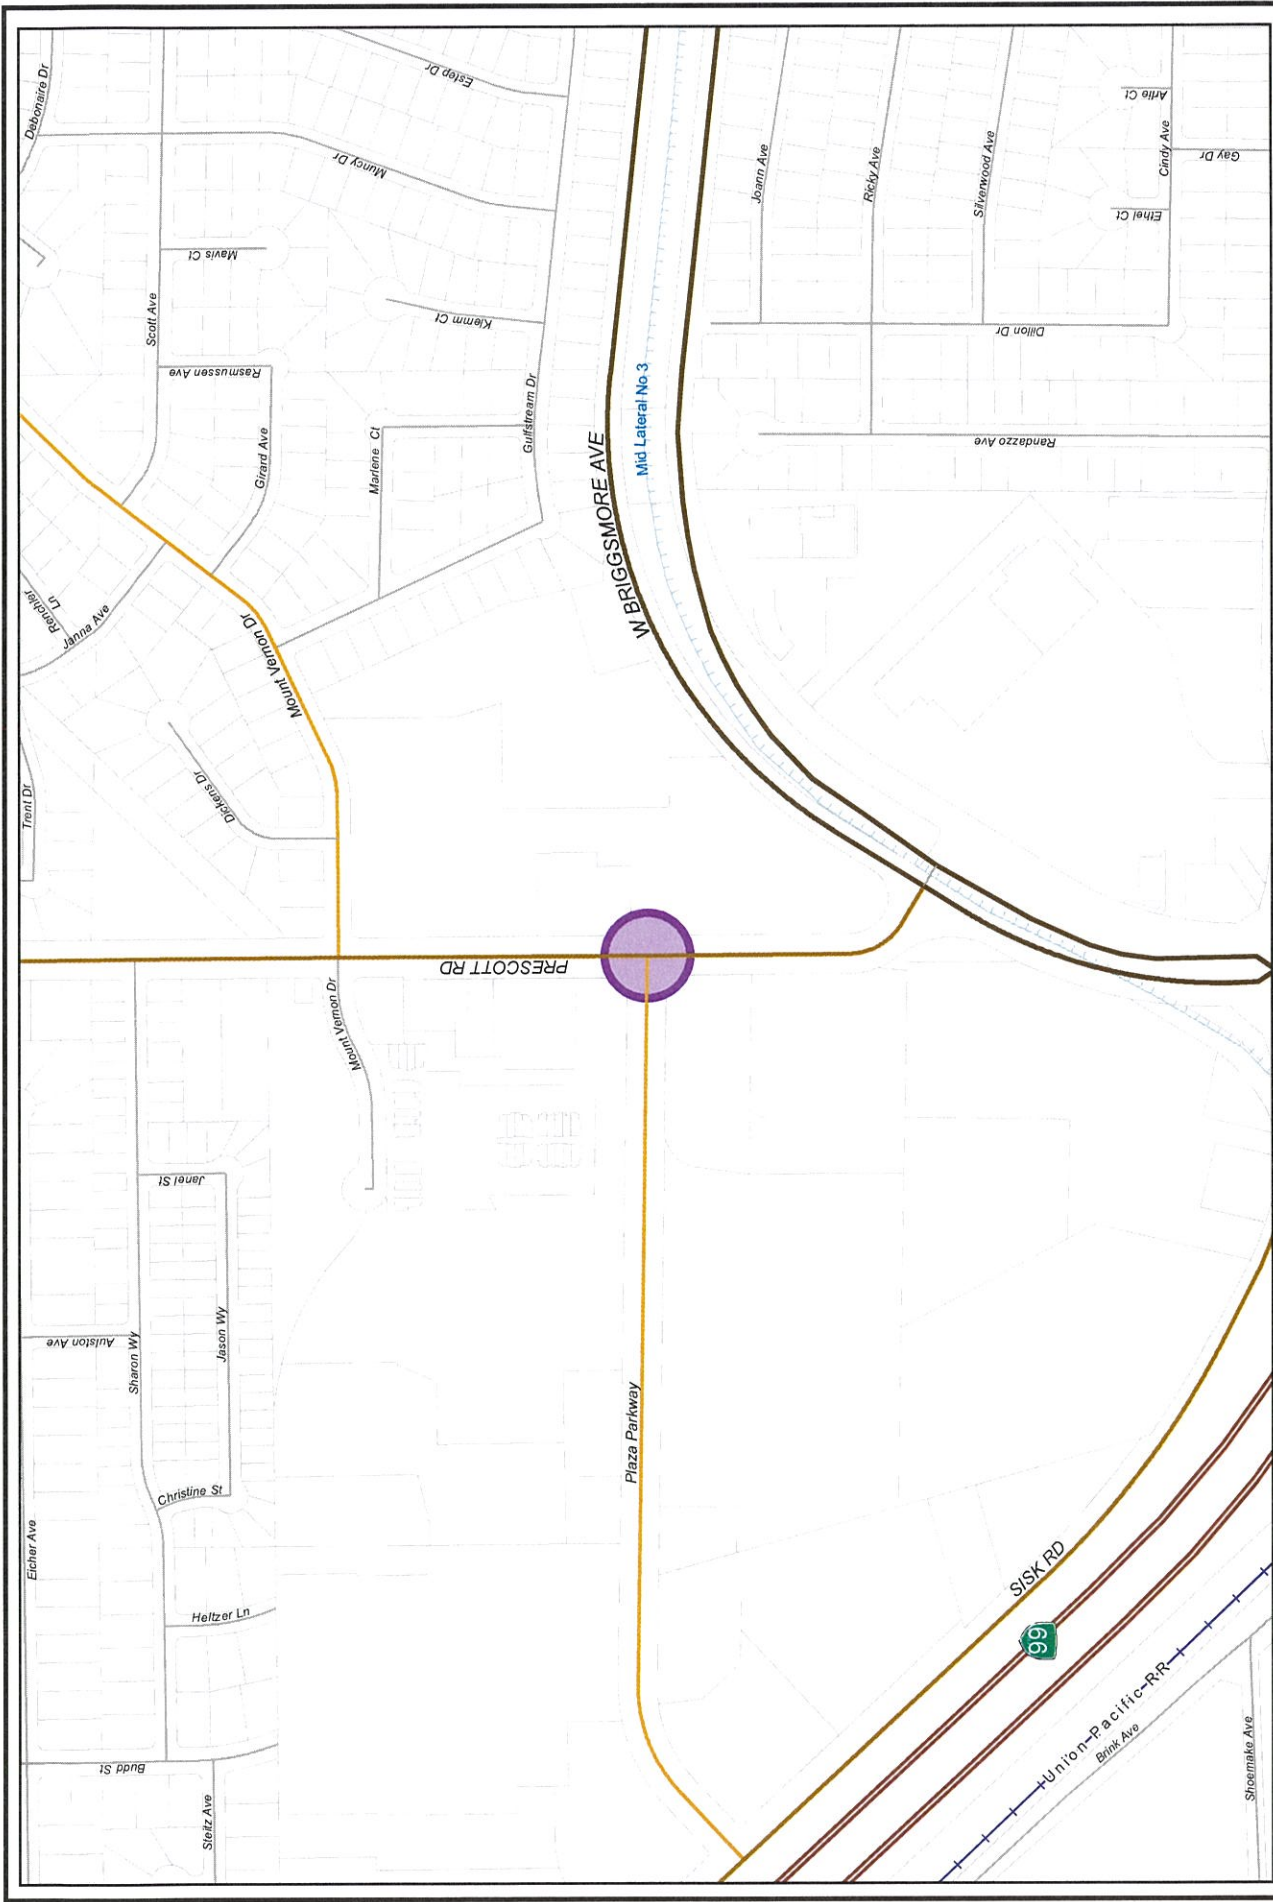 Debonaire Dr
Estep Dr
Muncy Dr
Mavis Ct
Scott Ave
Klemm Ct
Rasmussen Ave
Girard Ave
Marlene Ct
Gulfstream Dr
Joann Ave
Ricky Ave
Silverwood Ave
Arlie Ct
Cindy Ave
Gay Dr
Ethel Ct
Dillon Dr
Randazzo Ave
Mid Lateral No 3
W BRIGGSMORE AVE
Renchler
Ln
Janna Ave
Mount Vernon Dr
Dickens Dr
Trent Dr
PRESCOTT RD
Mount Vernon Dr
Janel St
Aulston Ave
Sharon Wy
Jason Wy
Christine St
Eicher Ave
Heltzer Ln
Budd St
Steitz Ave
Plaza Parkway
SISK RD
99
Union Pacific RR
Brink Ave
Shoemake Ave